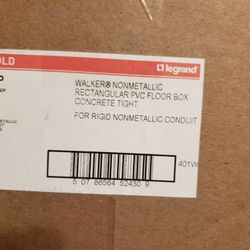 OLD
legrand
WALKER® NONMETALLIC
RECTANGULAR PVC FLOOR BOX
CONCRETE TIGHT
FOR RIGID NONMETALLIC CONDUIT
401W
5 07 86564 52430 9